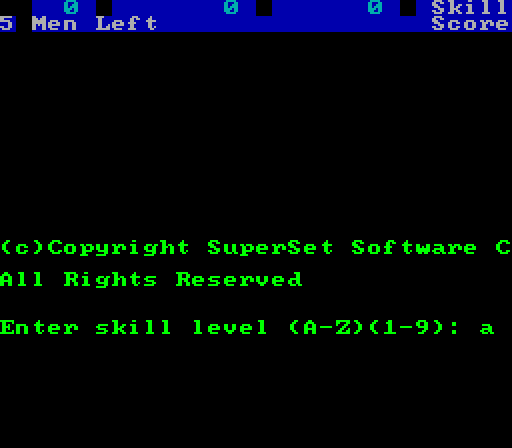 0 0 0 Skill
5 Men Left Score
(c)Copyright SuperSet Software C
All Rights Reserved
Enter skill level (A-Z)(1-9): a